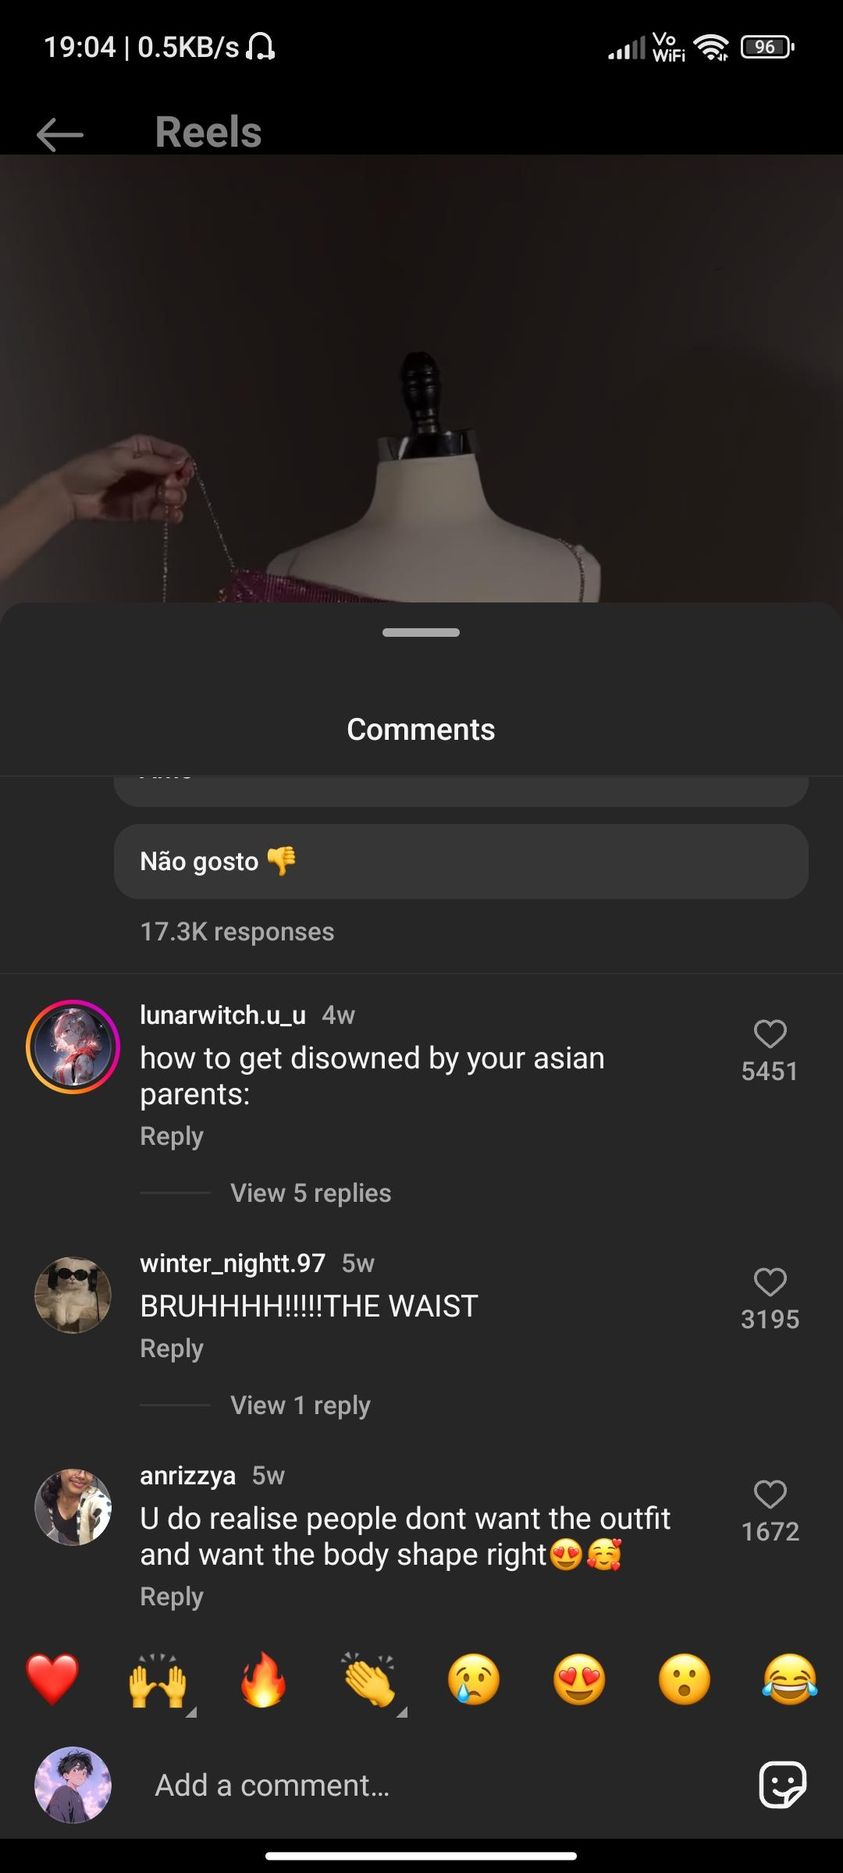 19:04 | 0.5KB/s
Vo
WiFi
96
Reels
Comments
Não gosto 👎
17.3K responses
lunarwitch.u_u 4w
how to get disowned by your asian
parents:
5451
Reply
View 5 replies
winter_nightt.97 5w
BRUHHHH!!!!!THE WAIST
3195
Reply
View 1 reply
anrizzya 5w
U do realise people dont want the outfit
and want the body shape right😍🥰
1672
Reply
Add a comment...